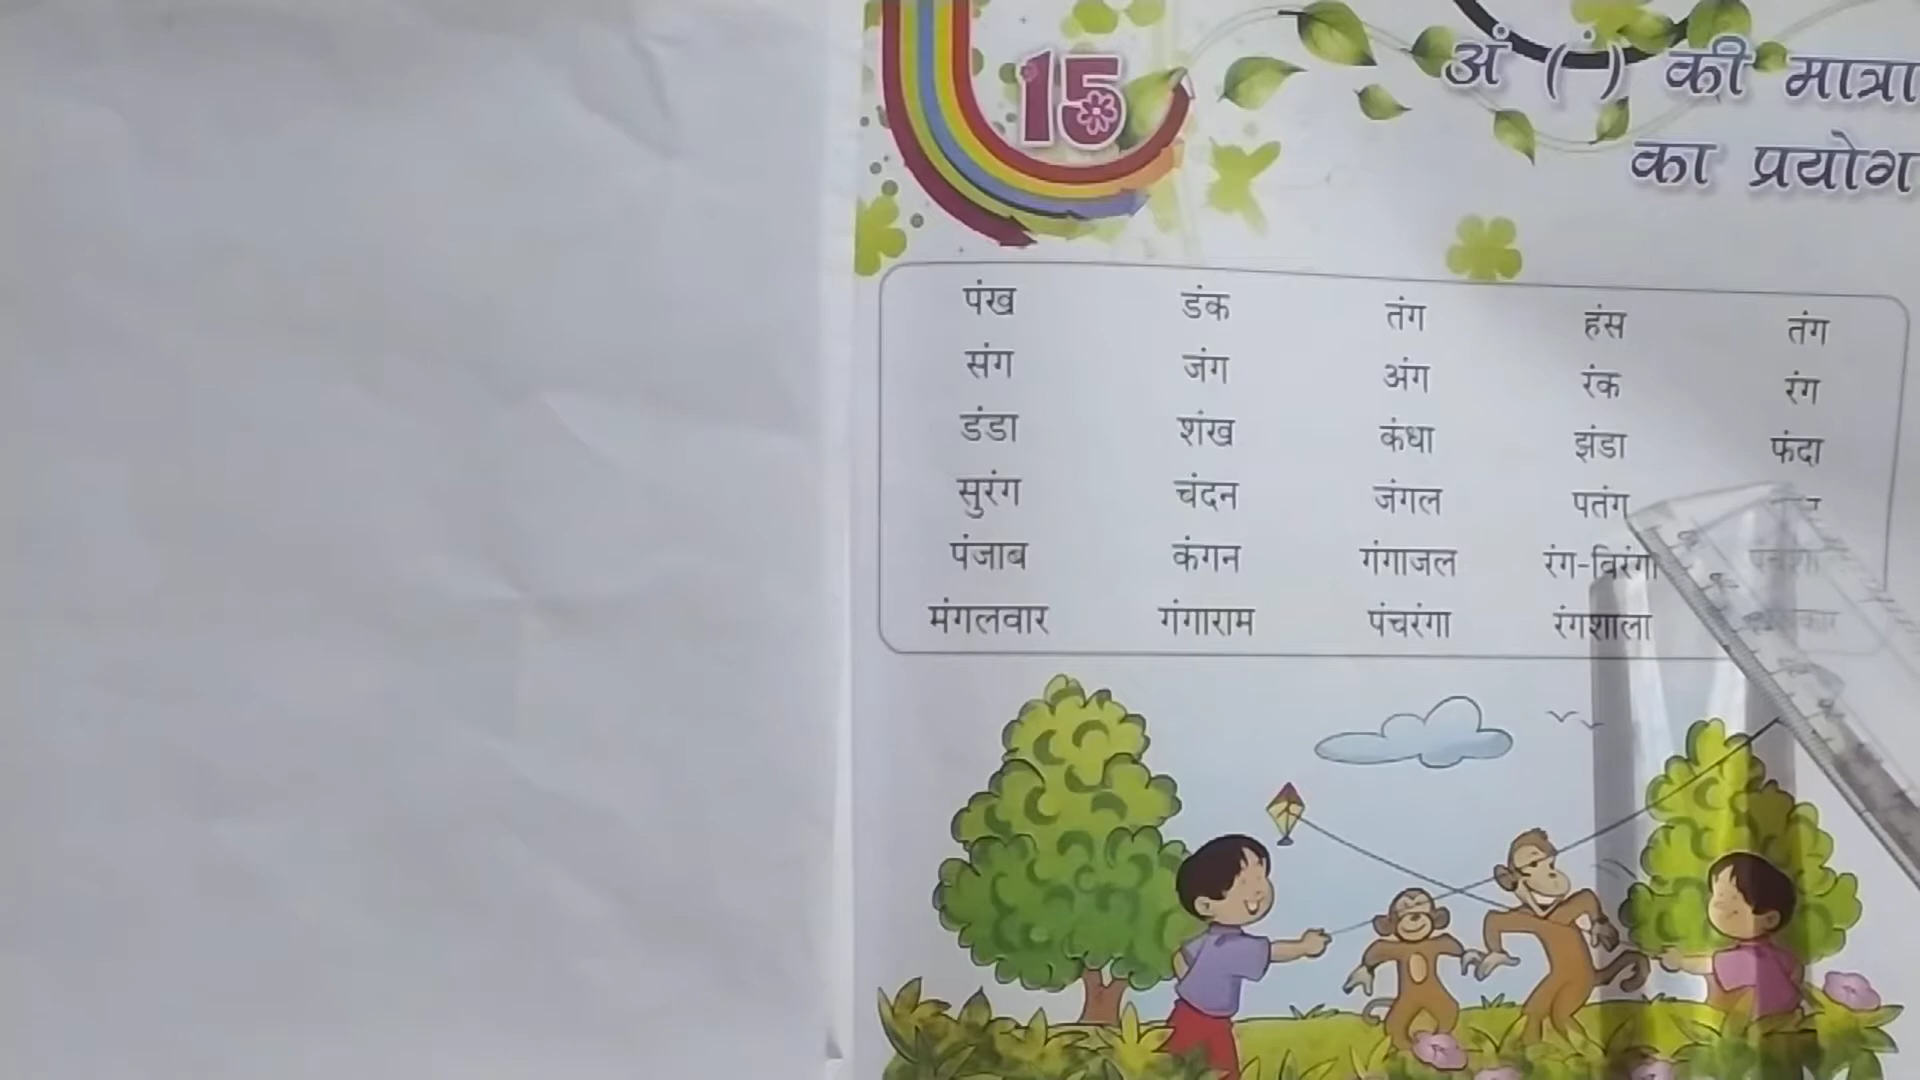 15
अं ( ं ) की मात्रा
का प्रयोग
पंख डंक तंग हंस तंग
संग जंग अंग रंक रंग
डंडा शंख कंधा झंडा फंदा
सुरंग चंदन जंगल पतंग
पंजाब कंगन गंगाजल रंग-विरंगा
मंगलवार गंगाराम पंचरंगा रंगशाला